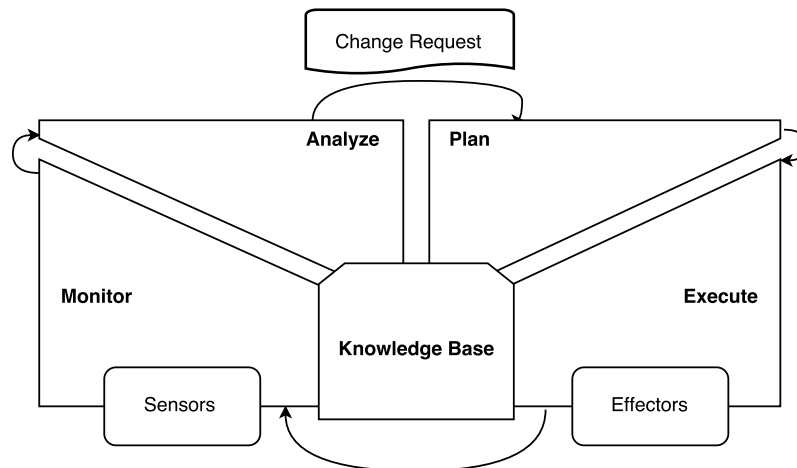 Change Request
Analyze
Plan
Monitor
Execute
Knowledge Base
Sensors
Effectors